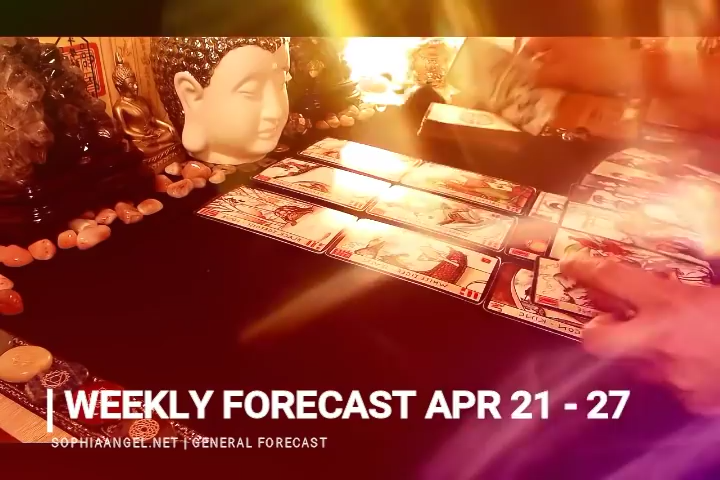 | WEEKLY FORECAST APR 21 - 27
SOPHIAANGEL.NET | GENERAL FORECAST